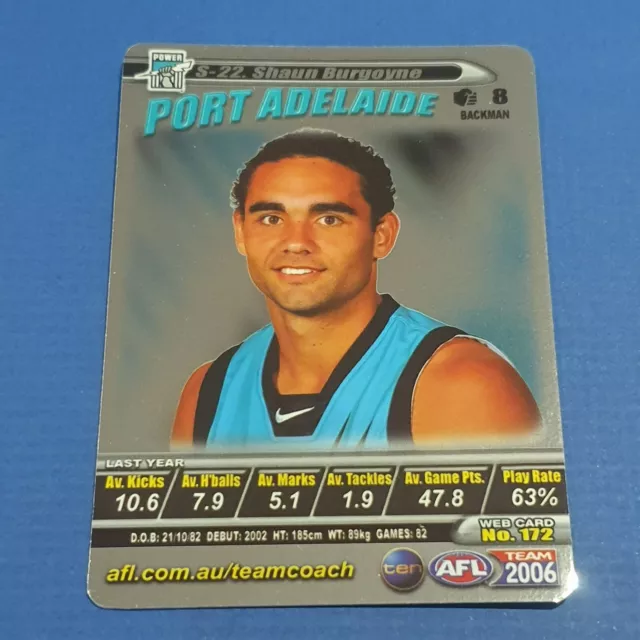 POWER
S-22. Shaun Burgoyne
PORT ADELAIDE
8
BACKMAN
LAST YEAR
Av. Kicks Av. H'balls Av. Marks Av. Tackles Av. Game Pts. Play Rate
10.6 7.9 5.1 1.9 47.8 63%
D.O.B: 21/10/82 DEBUT: 2002 HT: 185cm WT: 89kg GAMES: 82
WEB CARD
No. 172
afl.com.au/teamcoach
ten
AFL
TEAM
2006